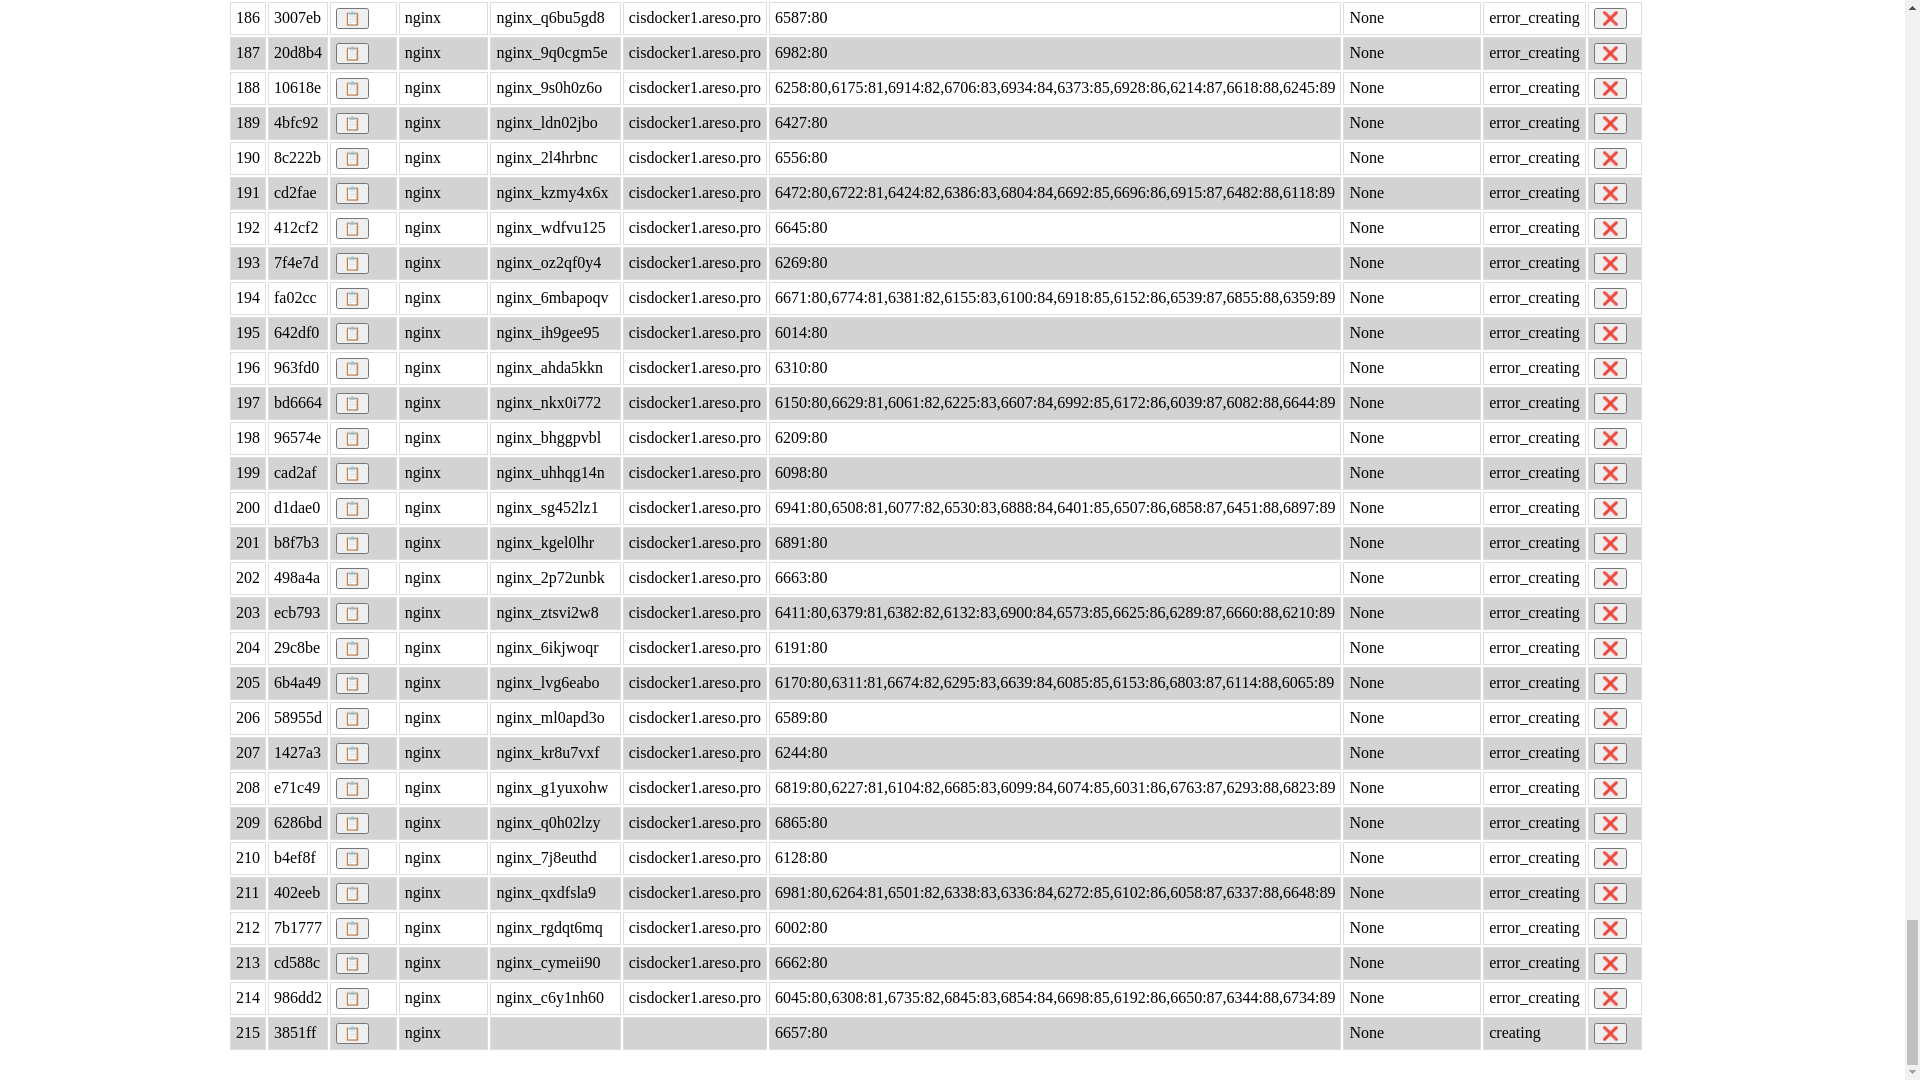 186 3007eb nginx nginx_q6bu5gd8 cisdocker1.areso.pro 6587:80 None error_creating
187 20d8b4 nginx nginx_9q0cgm5e cisdocker1.areso.pro 6982:80 None error_creating
188 10618e nginx nginx_9s0h0z6o cisdocker1.areso.pro 6258:80,6175:81,6914:82,6706:83,6934:84,6373:85,6928:86,6214:87,6618:88,6245:89 None error_creating
189 4bfc92 nginx nginx_ldn02jbo cisdocker1.areso.pro 6427:80 None error_creating
190 8c222b nginx nginx_2l4hrbnc cisdocker1.areso.pro 6556:80 None error_creating
191 cd2fae nginx nginx_kzmy4x6x cisdocker1.areso.pro 6472:80,6722:81,6424:82,6386:83,6804:84,6692:85,6696:86,6915:87,6482:88,6118:89 None error_creating
192 412cf2 nginx nginx_wdfvu125 cisdocker1.areso.pro 6645:80 None error_creating
193 7f4e7d nginx nginx_oz2qf0y4 cisdocker1.areso.pro 6269:80 None error_creating
194 fa02cc nginx nginx_6mbapoqv cisdocker1.areso.pro 6671:80,6774:81,6381:82,6155:83,6100:84,6918:85,6152:86,6539:87,6855:88,6359:89 None error_creating
195 642df0 nginx nginx_ih9gee95 cisdocker1.areso.pro 6014:80 None error_creating
196 963fd0 nginx nginx_ahda5kkn cisdocker1.areso.pro 6310:80 None error_creating
197 bd6664 nginx nginx_nkx0i772 cisdocker1.areso.pro 6150:80,6629:81,6061:82,6225:83,6607:84,6992:85,6172:86,6039:87,6082:88,6644:89 None error_creating
198 96574e nginx nginx_bhggpvbl cisdocker1.areso.pro 6209:80 None error_creating
199 cad2af nginx nginx_uhhqg14n cisdocker1.areso.pro 6098:80 None error_creating
200 d1dae0 nginx nginx_sg452lz1 cisdocker1.areso.pro 6941:80,6508:81,6077:82,6530:83,6888:84,6401:85,6507:86,6858:87,6451:88,6897:89 None error_creating
201 b8f7b3 nginx nginx_kgel0lhr cisdocker1.areso.pro 6891:80 None error_creating
202 498a4a nginx nginx_2p72unbk cisdocker1.areso.pro 6663:80 None error_creating
203 ecb793 nginx nginx_ztsvi2w8 cisdocker1.areso.pro 6411:80,6379:81,6382:82,6132:83,6900:84,6573:85,6625:86,6289:87,6660:88,6210:89 None error_creating
204 29c8be nginx nginx_6ikjwoqr cisdocker1.areso.pro 6191:80 None error_creating
205 6b4a49 nginx nginx_lvg6eabo cisdocker1.areso.pro 6170:80,6311:81,6674:82,6295:83,6639:84,6085:85,6153:86,6803:87,6114:88,6065:89 None error_creating
206 58955d nginx nginx_ml0apd3o cisdocker1.areso.pro 6589:80 None error_creating
207 1427a3 nginx nginx_kr8u7vxf cisdocker1.areso.pro 6244:80 None error_creating
208 e71c49 nginx nginx_g1yuxohw cisdocker1.areso.pro 6819:80,6227:81,6104:82,6685:83,6099:84,6074:85,6031:86,6763:87,6293:88,6823:89 None error_creating
209 6286bd nginx nginx_q0h02lzy cisdocker1.areso.pro 6865:80 None error_creating
210 b4ef8f nginx nginx_7j8euthd cisdocker1.areso.pro 6128:80 None error_creating
211 402eeb nginx nginx_qxdfsla9 cisdocker1.areso.pro 6981:80,6264:81,6501:82,6338:83,6336:84,6272:85,6102:86,6058:87,6337:88,6648:89 None error_creating
212 7b1777 nginx nginx_rgdqt6mq cisdocker1.areso.pro 6002:80 None error_creating
213 cd588c nginx nginx_cymeii90 cisdocker1.areso.pro 6662:80 None error_creating
214 986dd2 nginx nginx_c6y1nh60 cisdocker1.areso.pro 6045:80,6308:81,6735:82,6845:83,6854:84,6698:85,6192:86,6650:87,6344:88,6734:89 None error_creating
215 3851ff nginx 6657:80 None creating